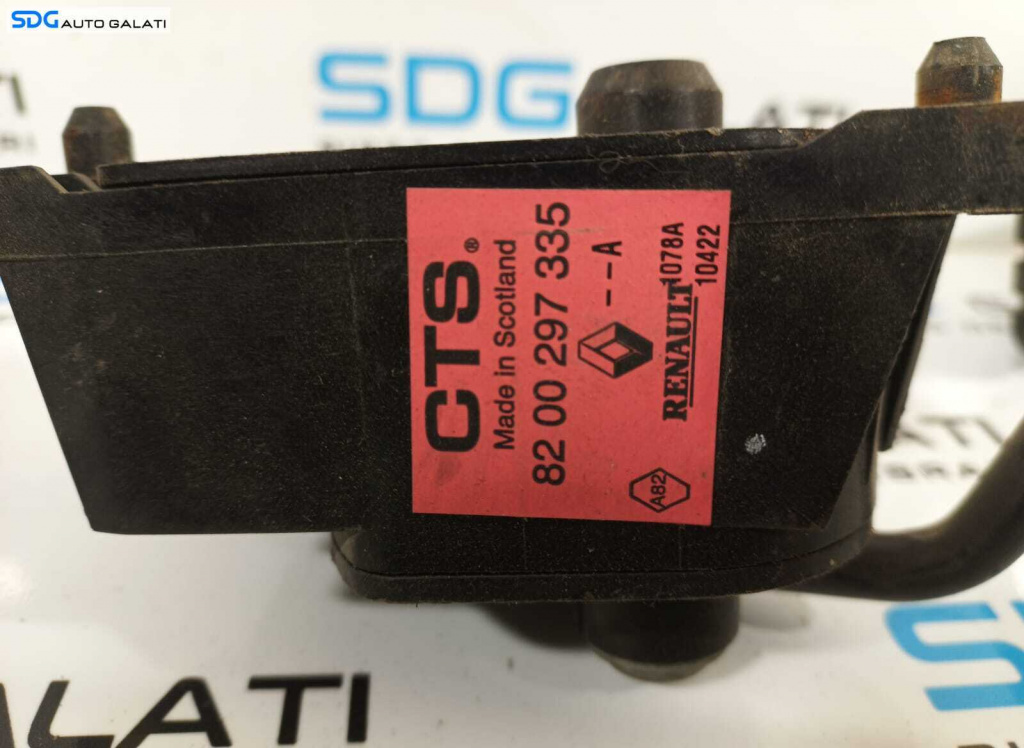 SDG AUTO GALATI
SDG
CTS®
Made in Scotland
82 00 297 335
--A
RENAULT
1078A
10422
A82
ALATI